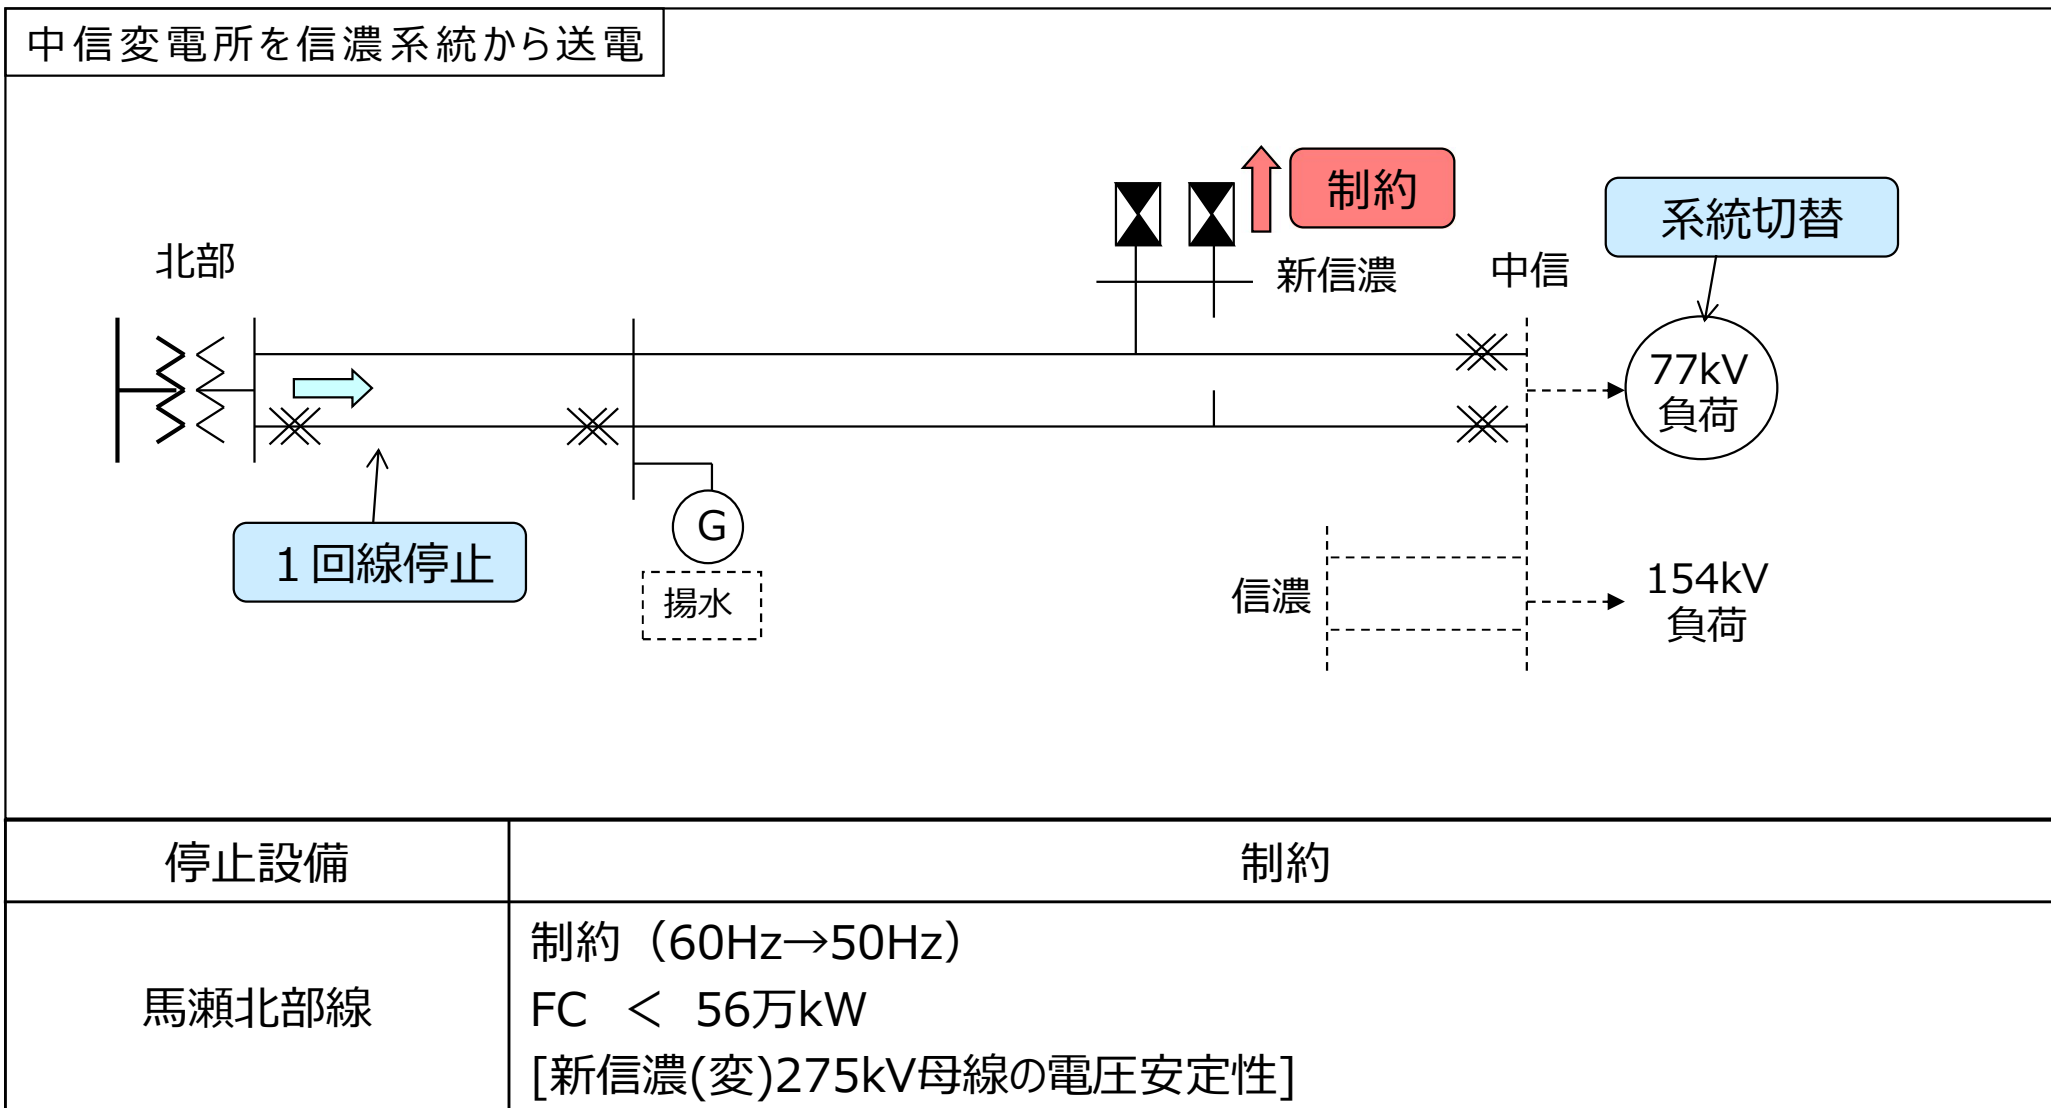 中信変電所を信濃系統から送電
制約
系統切替
北部
新信濃
中信
77kV
負荷
G
１回線停止
揚水
信濃
154kV
負荷
停止設備
制約
馬瀬北部線
制約（60Hz→50Hz）
FC ＜ 56万kW
[新信濃(変)275kV母線の電圧安定性]